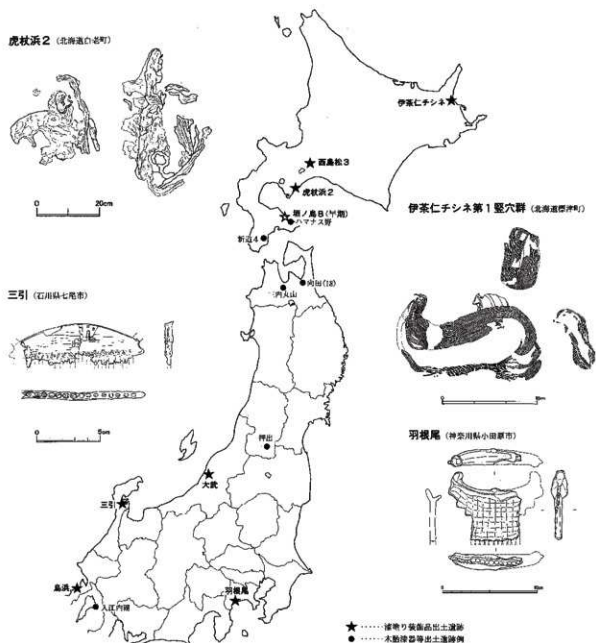 虎杖浜2 (北海道白老町)
0 20cm
伊茶仁チシネ
西島松3
虎杖浜2
垣ノ島B (早期)
ハマナス野
新道4
伊茶仁チシネ第1竪穴群 (北海道標津町)
向田(18)
三内丸山
三引 (石川県七尾市)
0 5cm
押出
大武
羽根尾 (神奈川県小田原市)
三引
鳥浜
入江内湖
羽根尾
★ ······漆塗り装飾品出土遺跡
● ······木胎漆器等出土遺跡例